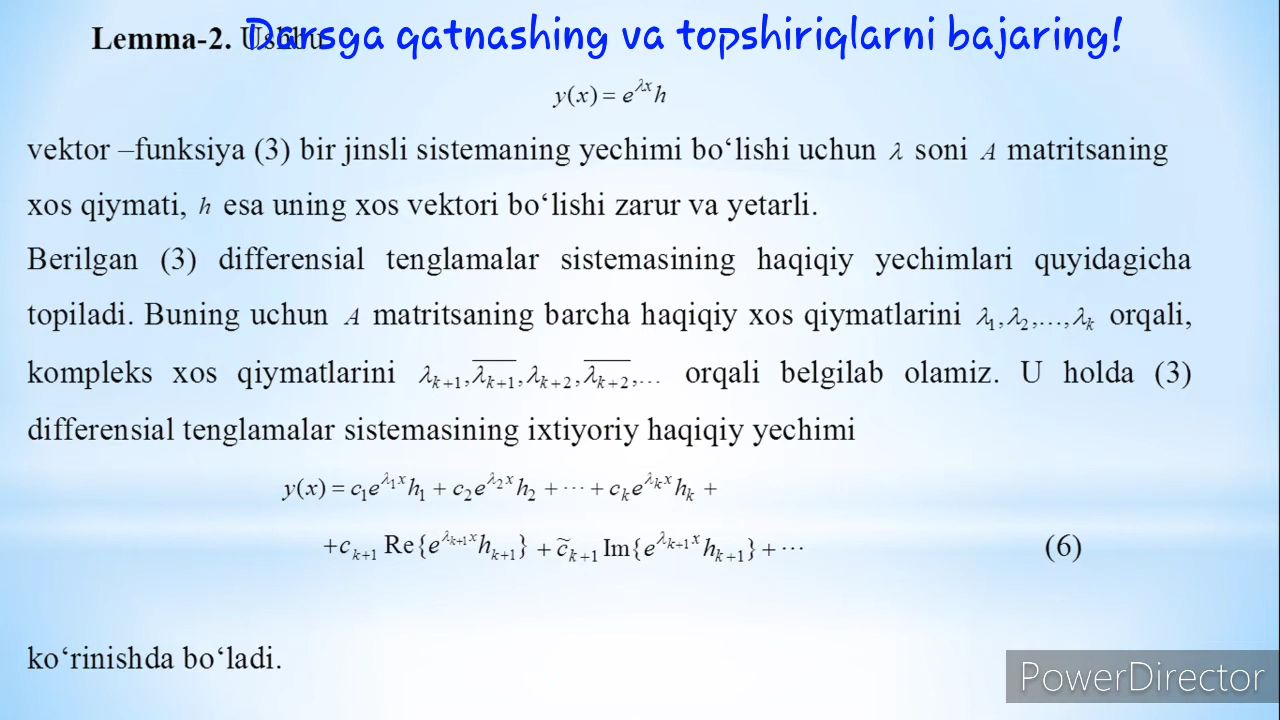 Darsga qatnashing va topshiriqlarni bajaring!
Lemma-2. Ushbu
y(x) = e^{λx} h
vektor –funksiya (3) bir jinsli sistemaning yechimi bo‘lishi uchun λ soni A matritsaning
xos qiymati, h esa uning xos vektori bo‘lishi zarur va yetarli.
Berilgan (3) differensial tenglamalar sistemasining haqiqiy yechimlari quyidagicha
topiladi. Buning uchun A matritsaning barcha haqiqiy xos qiymatlarini λ₁,λ₂,…,λ_k orqali,
kompleks xos qiymatlarini λ_{k+1}, \overline{λ_{k+1}}, λ_{k+2}, \overline{λ_{k+2}},… orqali belgilab olamiz. U holda (3)
differensial tenglamalar sistemasining ixtiyoriy haqiqiy yechimi
y(x) = c₁e^{λ₁x}h₁ + c₂e^{λ₂x}h₂ + ⋯ + c_k e^{λ_k x}h_k +
+c_{k+1} Re{e^{λ_{k+1}x}h_{k+1}} + \tilde{c}_{k+1} Im{e^{λ_{k+1}x}h_{k+1}} + ⋯ (6)
ko‘rinishda bo‘ladi.
PowerDirector